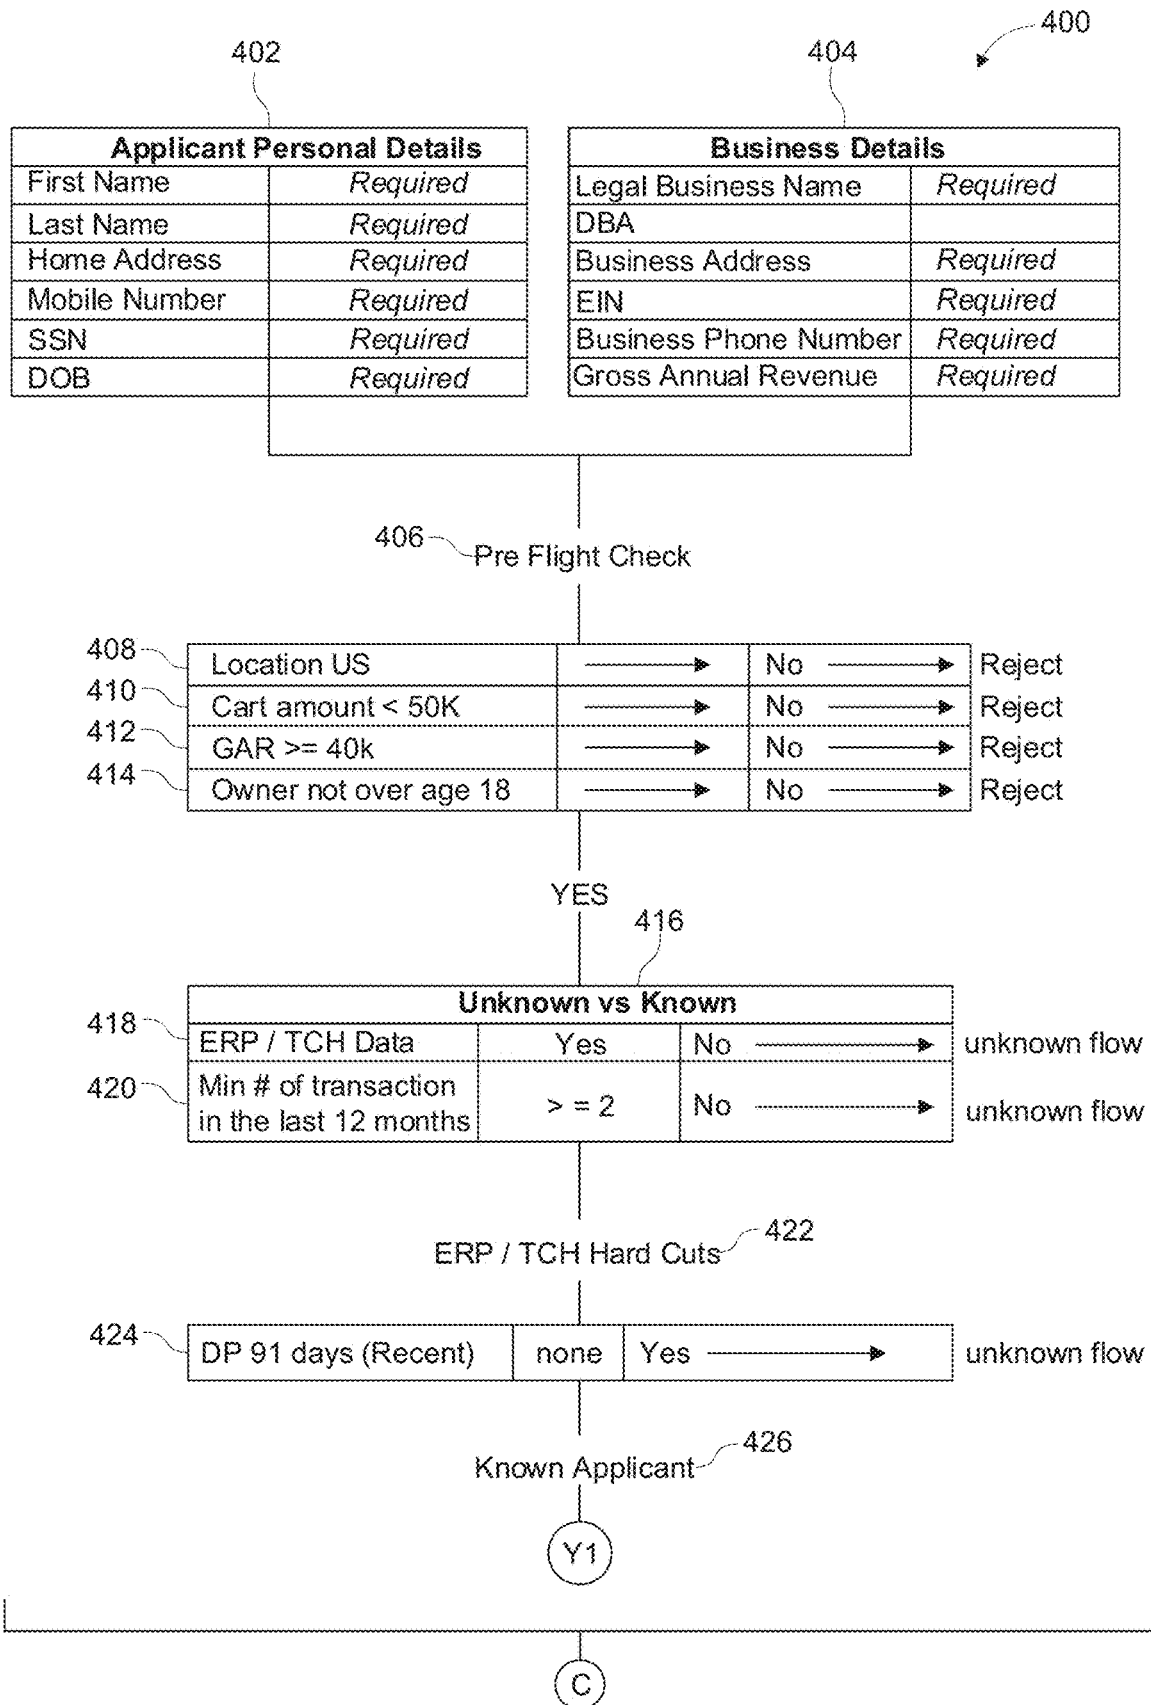 400
402
404
Applicant Personal Details
First Name Required
Last Name Required
Home Address Required
Mobile Number Required
SSN Required
DOB Required
Business Details
Legal Business Name Required
DBA
Business Address Required
EIN Required
Business Phone Number Required
Gross Annual Revenue Required
406 Pre Flight Check
408 Location US No Reject
410 Cart amount < 50K No Reject
412 GAR >= 40k No Reject
414 Owner not over age 18 No Reject
YES
416
Unknown vs Known
418 ERP / TCH Data Yes No unknown flow
420 Min # of transaction
in the last 12 months > = 2 No unknown flow
ERP / TCH Hard Cuts 422
424 DP 91 days (Recent) none Yes unknown flow
Known Applicant 426
Y1
C